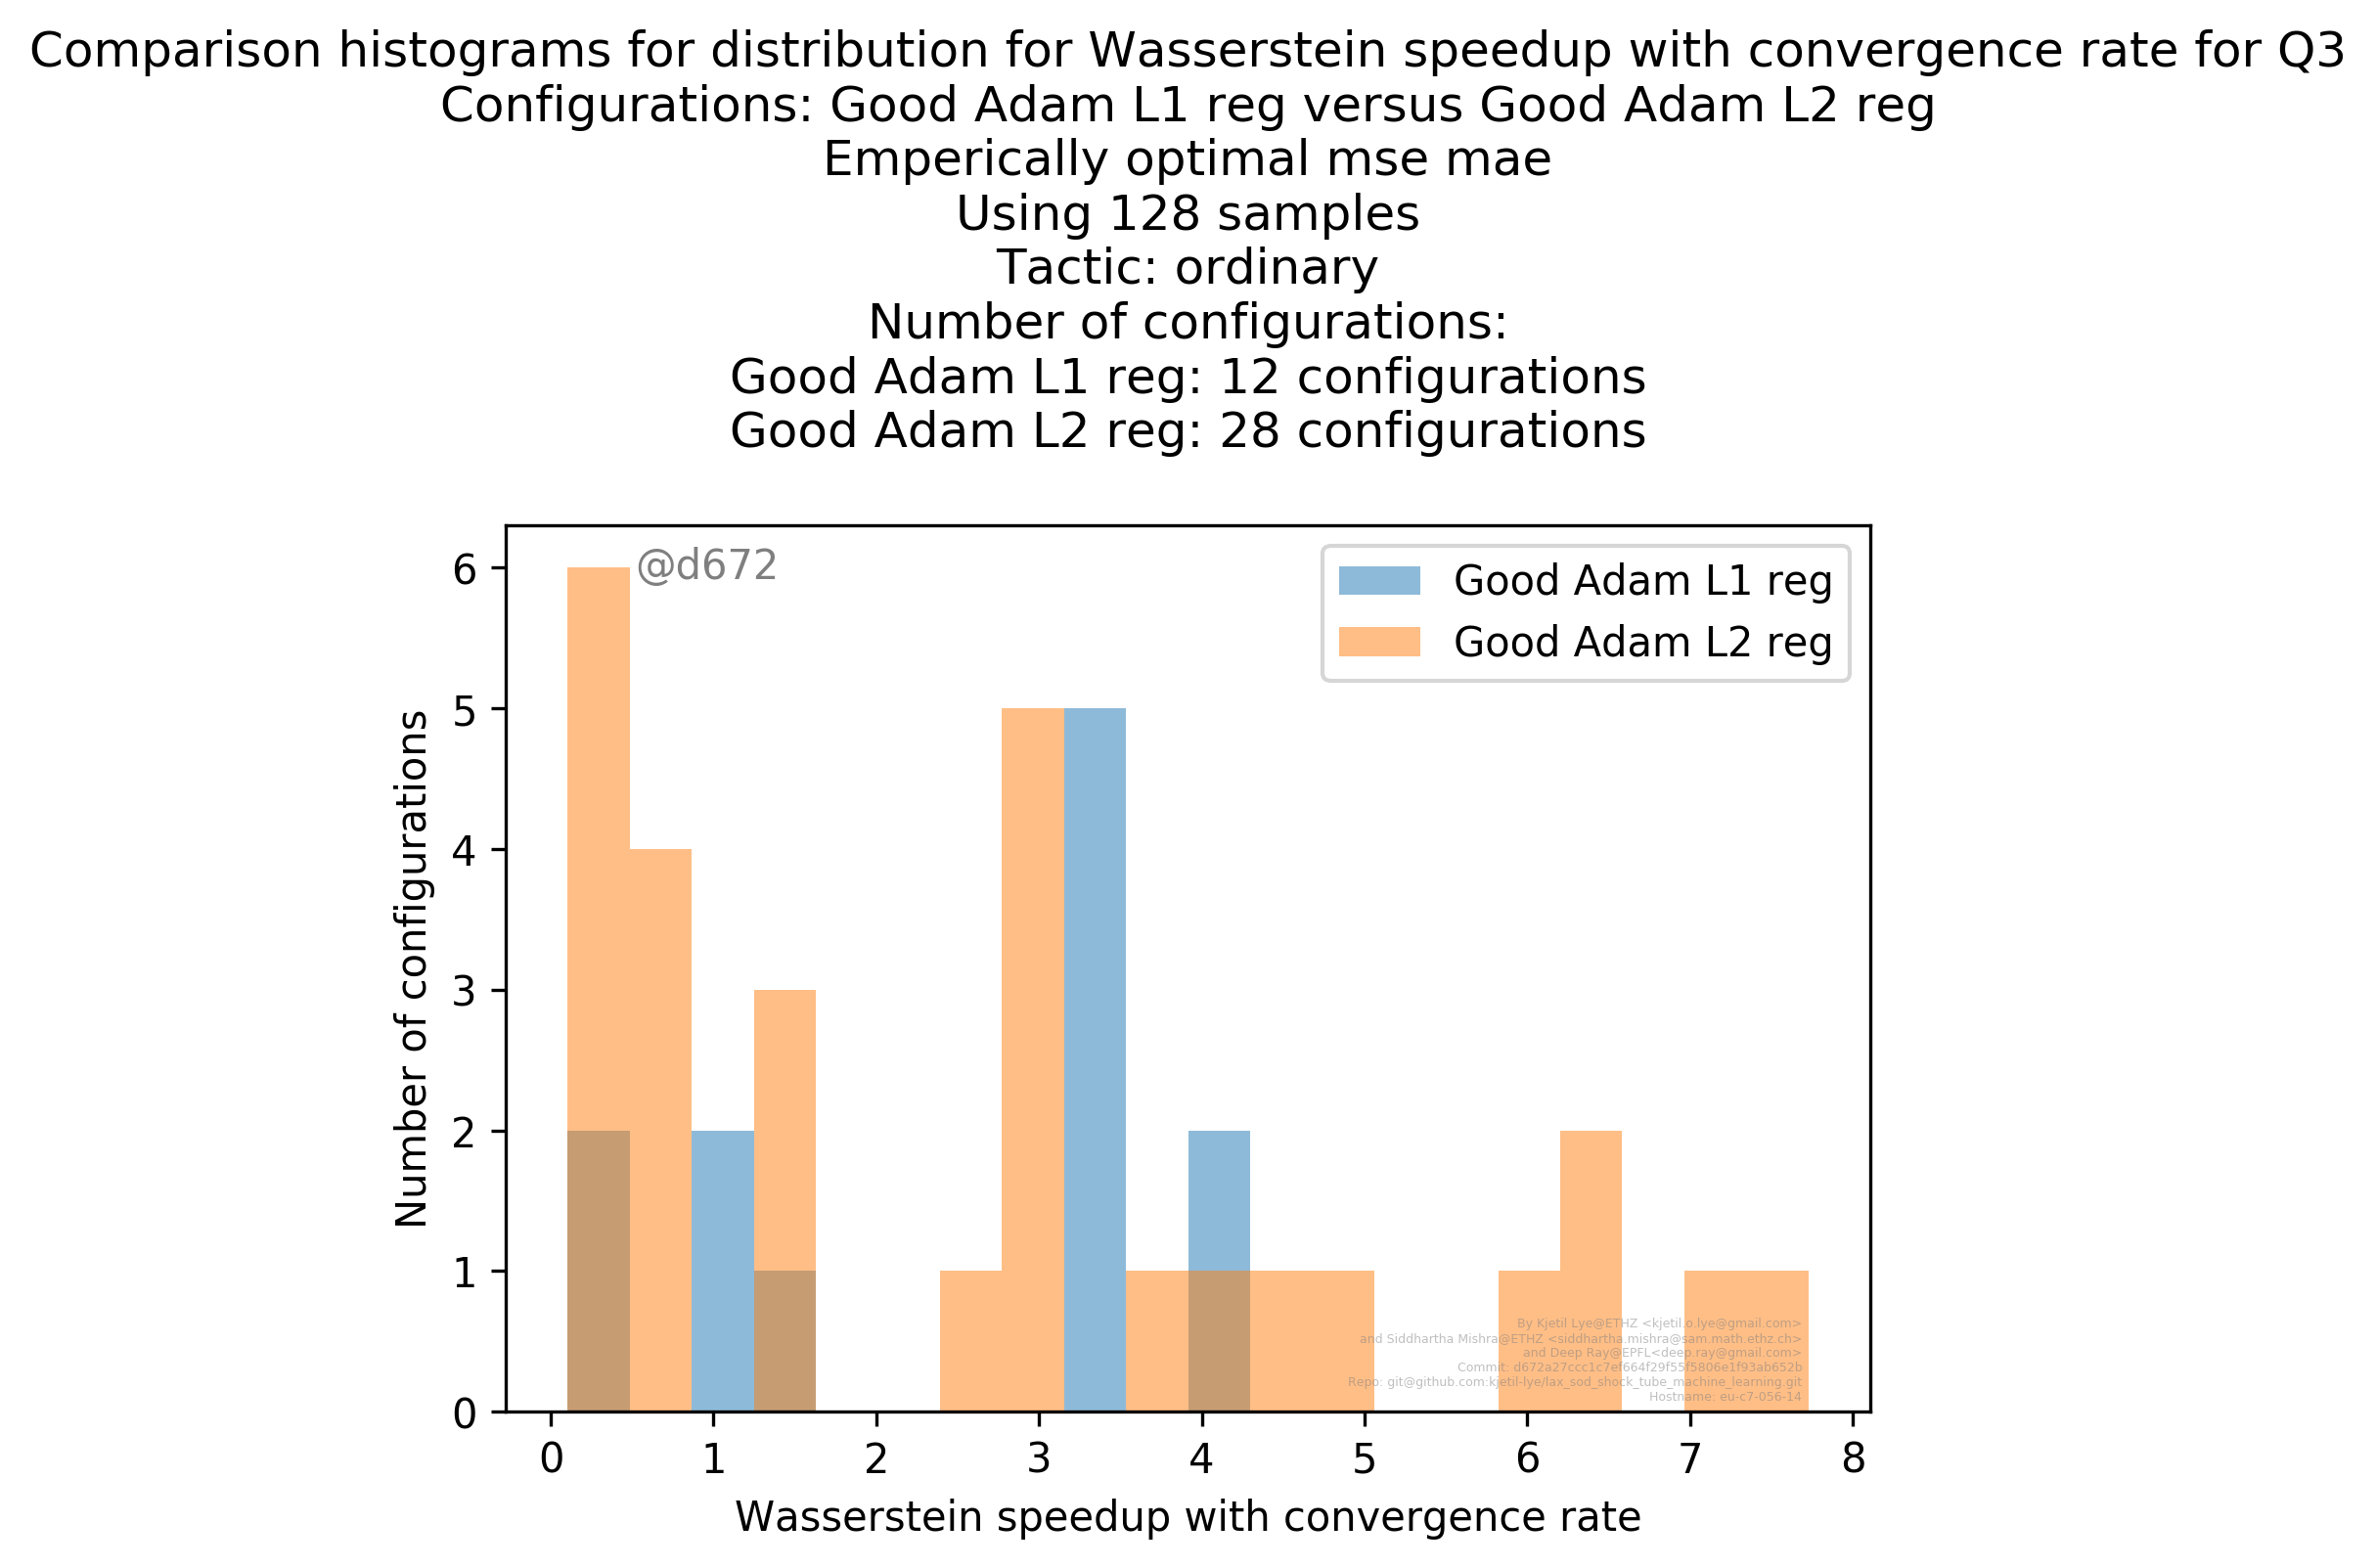 Comparison histograms for distribution for Wasserstein speedup with convergence rate for Q3
Configurations: Good Adam L1 reg versus Good Adam L2 reg
Emperically optimal mse mae
Using 128 samples
Tactic: ordinary
Number of configurations:
Good Adam L1 reg: 12 configurations
Good Adam L2 reg: 28 configurations
@d672
Good Adam L1 reg
Good Adam L2 reg
Number of configurations
6
5
4
3
2
1
0
By Kjetil Lye@ETHZ <kjetil.o.lye@gmail.com>
and Siddhartha Mishra@ETHZ <siddhartha.mishra@sam.math.ethz.ch>
and Deep Ray@EPFL<deep.ray@gmail.com>
Commit: d672a27ccc1c7ef664f29f55f5806e1f93ab652b
Repo: git@github.com:kjetil-lye/lax_sod_shock_tube_machine_learning.git
Hostname: eu-c7-056-14
0 1 2 3 4 5 6 7 8
Wasserstein speedup with convergence rate